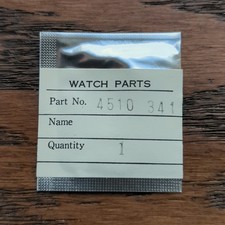 WATCH PARTS
Part No. 4510 341
Name
Quantity 1